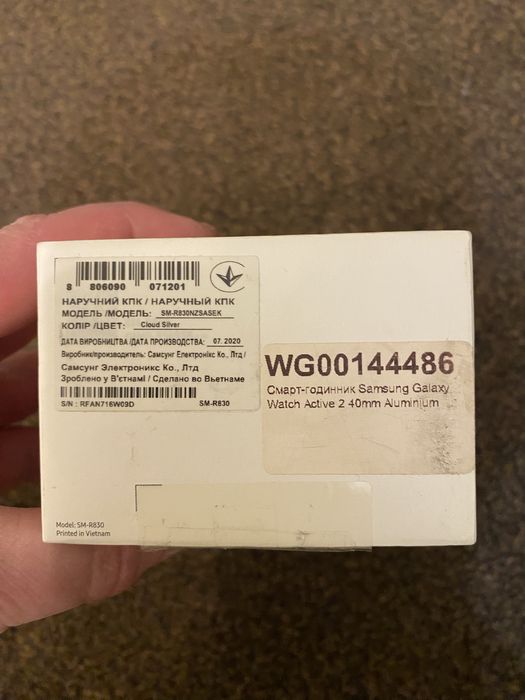 8 806090 071201
НАРУЧНИЙ КПК / НАРУЧНЫЙ КПК
МОДЕЛЬ /МОДЕЛЬ: SM-R830NZSASEK
КОЛІР /ЦВЕТ: Cloud Silver
ДАТА ВИРОБНИЦТВА /ДАТА ПРОИЗВОДСТВА: 07. 2020
Виробник/производитель: Самсунг Електронікс Ко., Лтд /
Самсунг Электроникс Ко., Лтд
Зроблено у В'єтнамі / Сделано во Вьетнаме
S/N : RFAN716W09D SM-R830
WG00144486
Смарт-годинник Samsung Galaxy
Watch Active 2 40mm Aluminium
Model: SM-R830
Printed in Vietnam